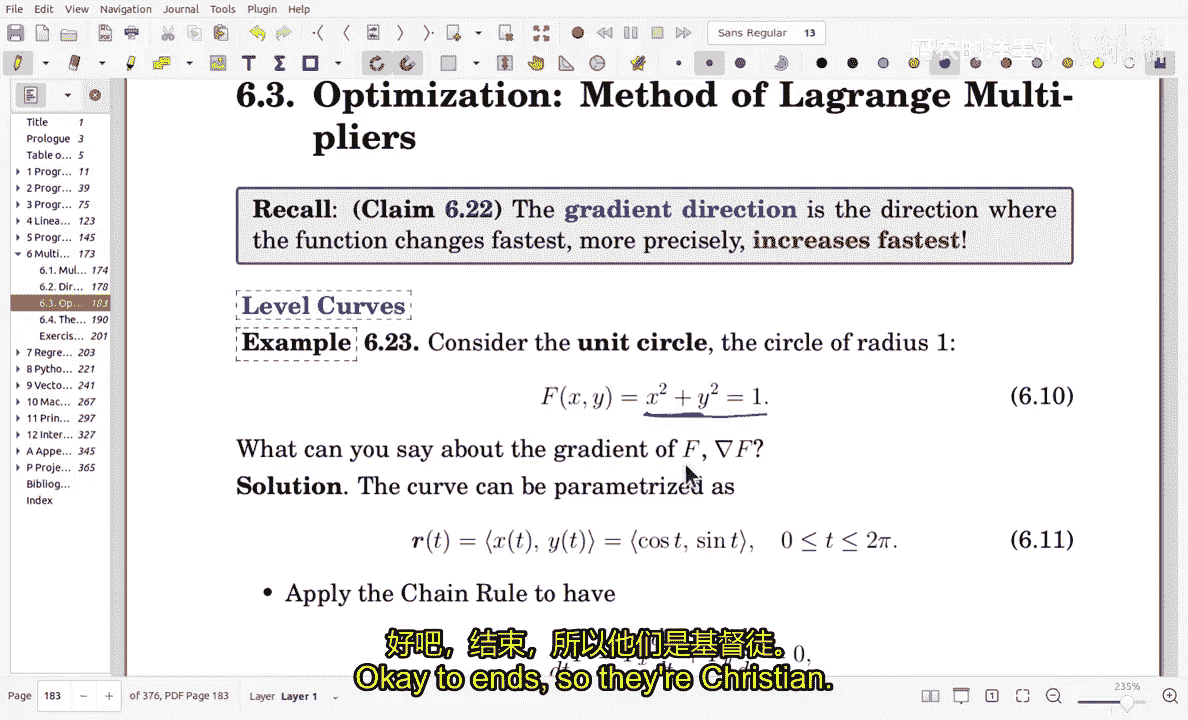 File Edit View Navigation Journal Tools Plugin Help
Sans Regular 13
Title 1
Prologue 3
Table o... 5
1 Progr... 11
2 Progr... 39
3 Progr... 75
4 Linea... 123
5 Progr... 145
6 Multi... 173
6.1. Mul... 174
6.2. Dir... 178
6.3. Op... 183
6.4. The... 190
Exercis... 201
7 Regre... 203
8 Pytho... 221
9 Vecto... 241
10 Mac... 267
11 Prin... 297
12 Inter... 327
A Appe... 345
P Proje... 365
Bibliog...
Index
6.3. Optimization: Method of Lagrange Multi-
pliers
Recall: (Claim 6.22) The gradient direction is the direction where
the function changes fastest, more precisely, increases fastest!
Level Curves
Example 6.23. Consider the unit circle, the circle of radius 1:
F(x, y) = x² + y² = 1. (6.10)
What can you say about the gradient of F, ∇F?
Solution. The curve can be parametrized as
r(t) = ⟨x(t), y(t)⟩ = ⟨cos t, sin t⟩, 0 ≤ t ≤ 2π. (6.11)
• Apply the Chain Rule to have
好吧，结束，所以他们是基督徒。
Okay to ends, so they're Christian.
Page 183 of 376, PDF Page 183 Layer Layer 1
235%